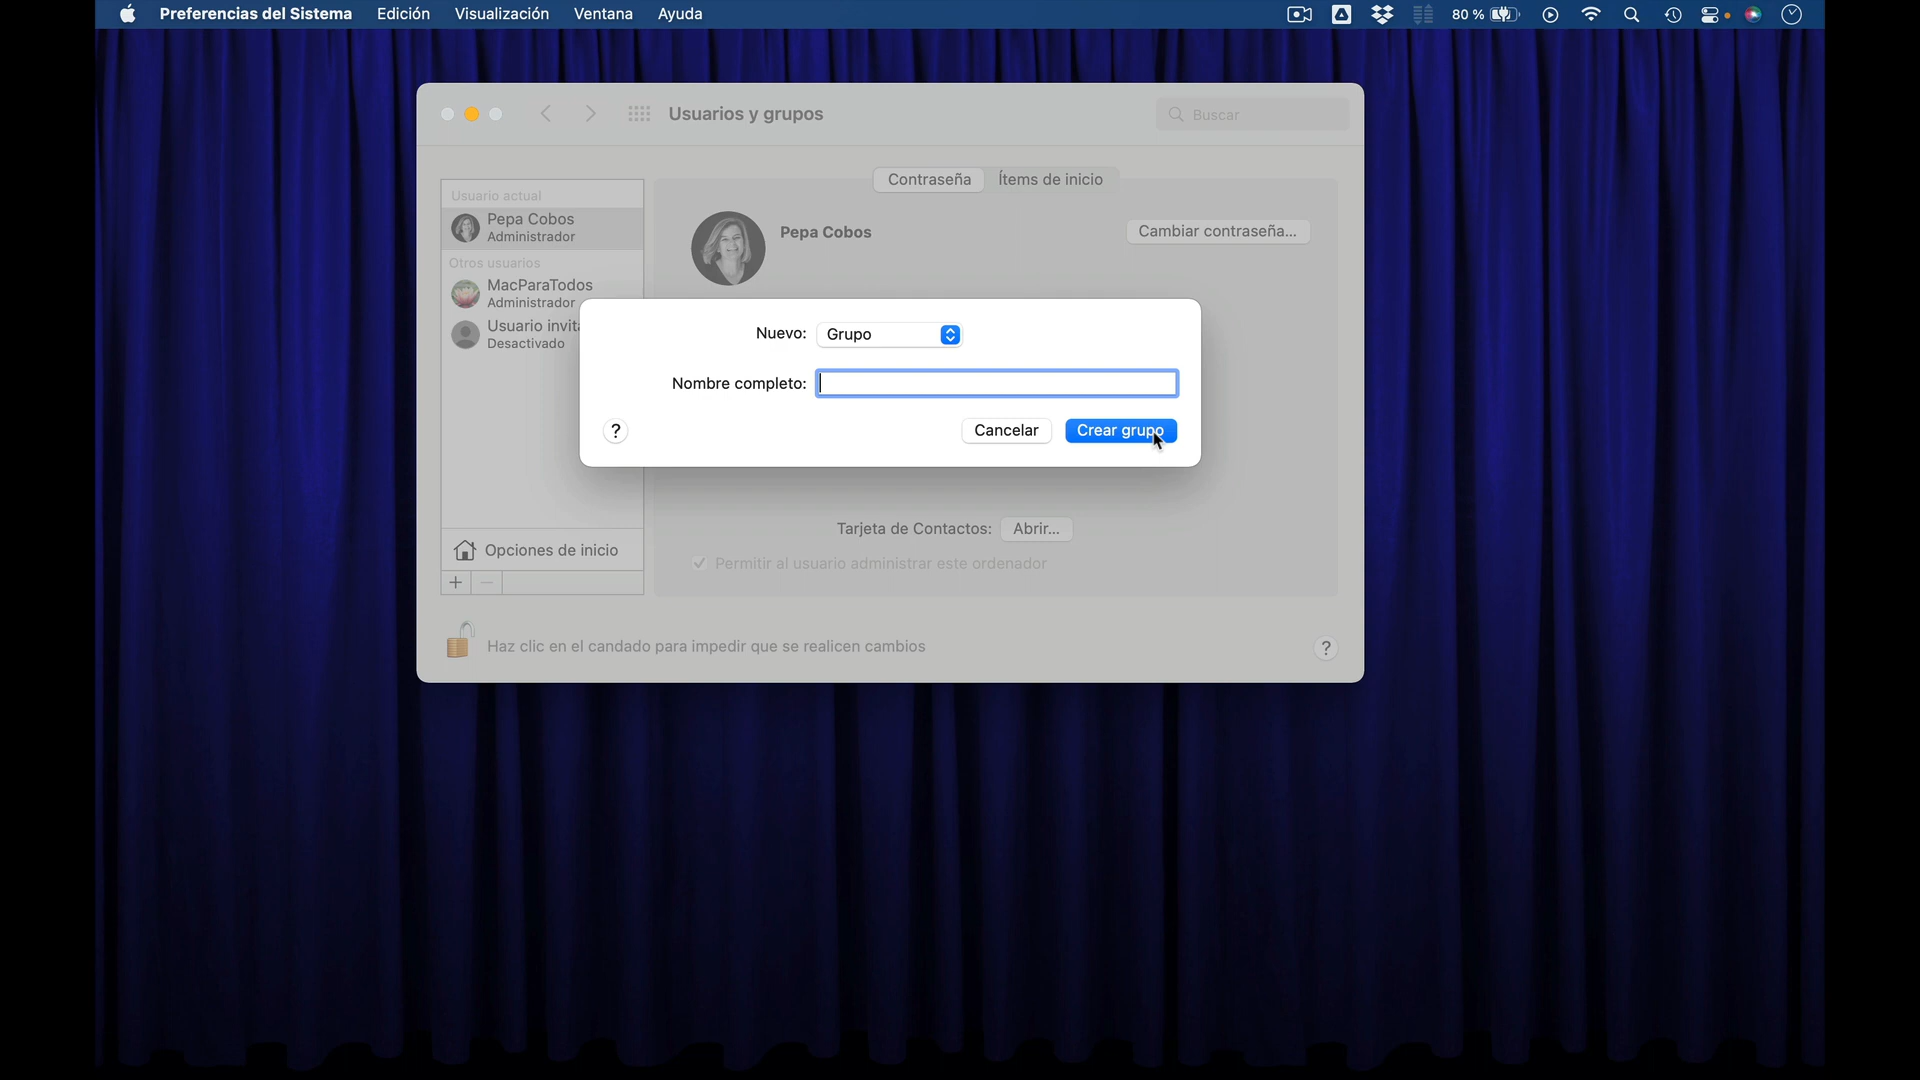 Preferencias del Sistema Edición Visualización Ventana Ayuda 80 %
Usuarios y grupos
Buscar
Contraseña Ítems de inicio
Usuario actual
Pepa Cobos
Administrador
Otros usuarios
MacParaTodos
Administrador
Usuario invit
Desactivado
Pepa Cobos
Cambiar contraseña...
Nuevo: Grupo
Nombre completo:
? Cancelar Crear grupo
Tarjeta de Contactos: Abrir...
Permitir al usuario administrar este ordenador
Opciones de inicio
+ −
Haz clic en el candado para impedir que se realicen cambios
?